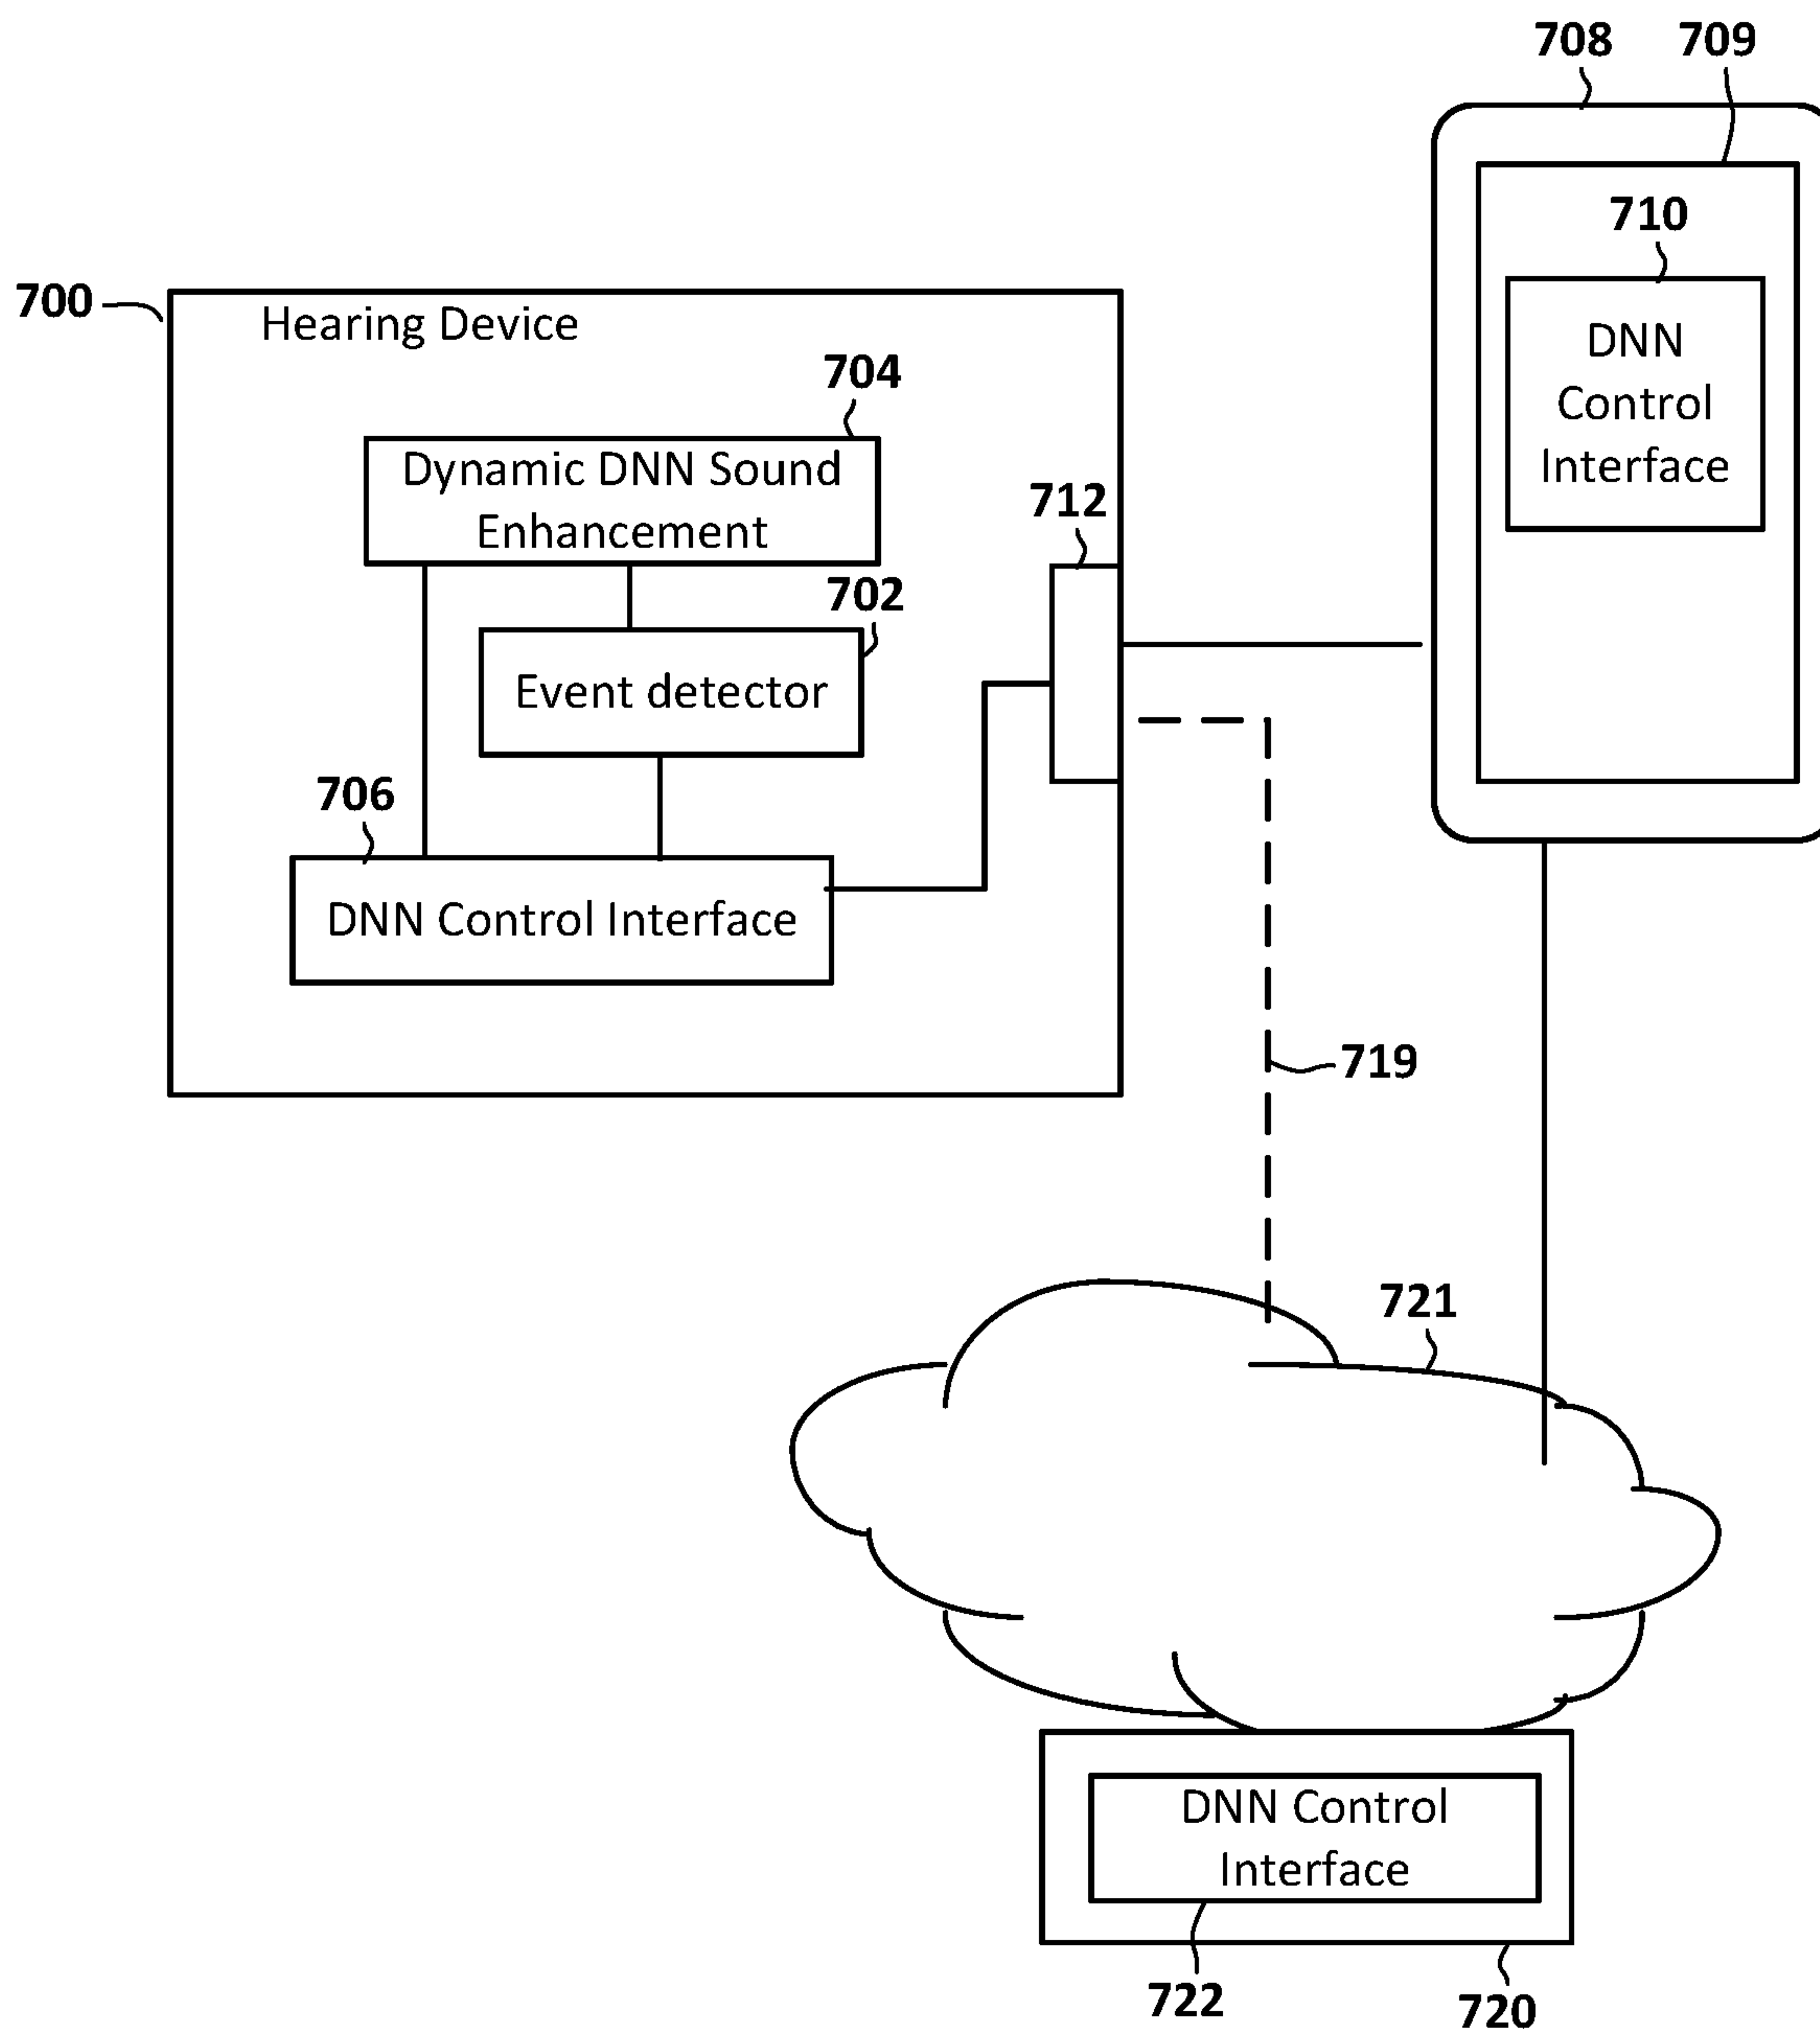 708 709
710
700
Hearing Device
DNN
Control
Interface
704
Dynamic DNN Sound
Enhancement
712
702
Event detector
706
DNN Control Interface
719
721
DNN Control
Interface
722
720